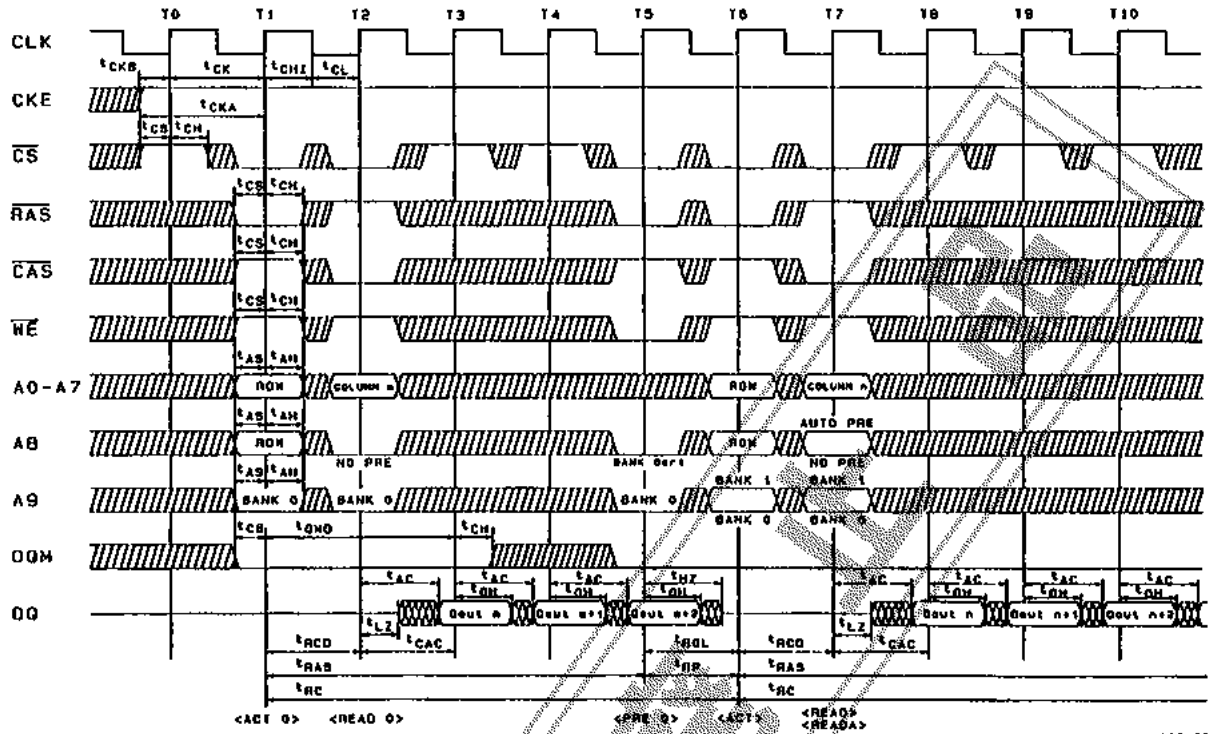 T0 T1 T2 T3 T4 T5 T6 T7 T8 T9 T10
CLK
tCKS tCK tCHI tCL
CKE
tCKA
tCS tCH
CS
tCS tCH
RAS
tCS tCH
CAS
tCS tCH
WE
tAS tAH
A0-A7 ROW COLUMN m ROW COLUMN n
tAS tAH AUTO PRE
A8 ROW ROW
NO PRE NO PRE
tAS tAH BANK 1 BANK 1
A9 BANK 0 BANK 0 BANK 0
BANK 0 BANK 0
tCS tCH
DQM
tAC tAC tAC tHZ tAC tAC tAC tAC
tOH tOH tOH tOH tOH tOH
DQ Dout m Dout m+1 Dout m+2 Dout n Dout n+1 Dout n+2
tLZ tLZ
tRCD tCAC tRCD tCAC
tRAS tRP tRAS
tRC tRC
<ACT 0> <READ 0> <PRE 0> <ACT> <READ>
<READA>